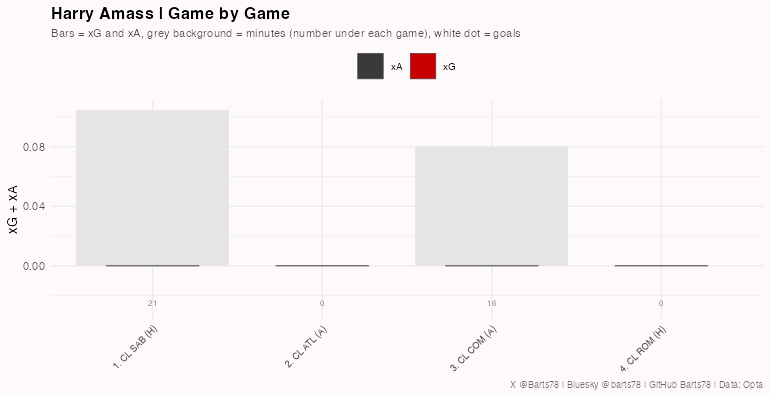 Harry Amass | Game by Game
Bars = xG and xA, grey background = minutes (number under each game), white dot = goals
xA xG
xG + xA
0.08
0.04
0.00
21 0 16 0
1. CL SAB (H) 2. CL ATL (A) 3. CL COM (A) 4. CL ROM (H)
X @Barts78 | Bluesky @barts78 | GitHub Barts78 | Data: Opta